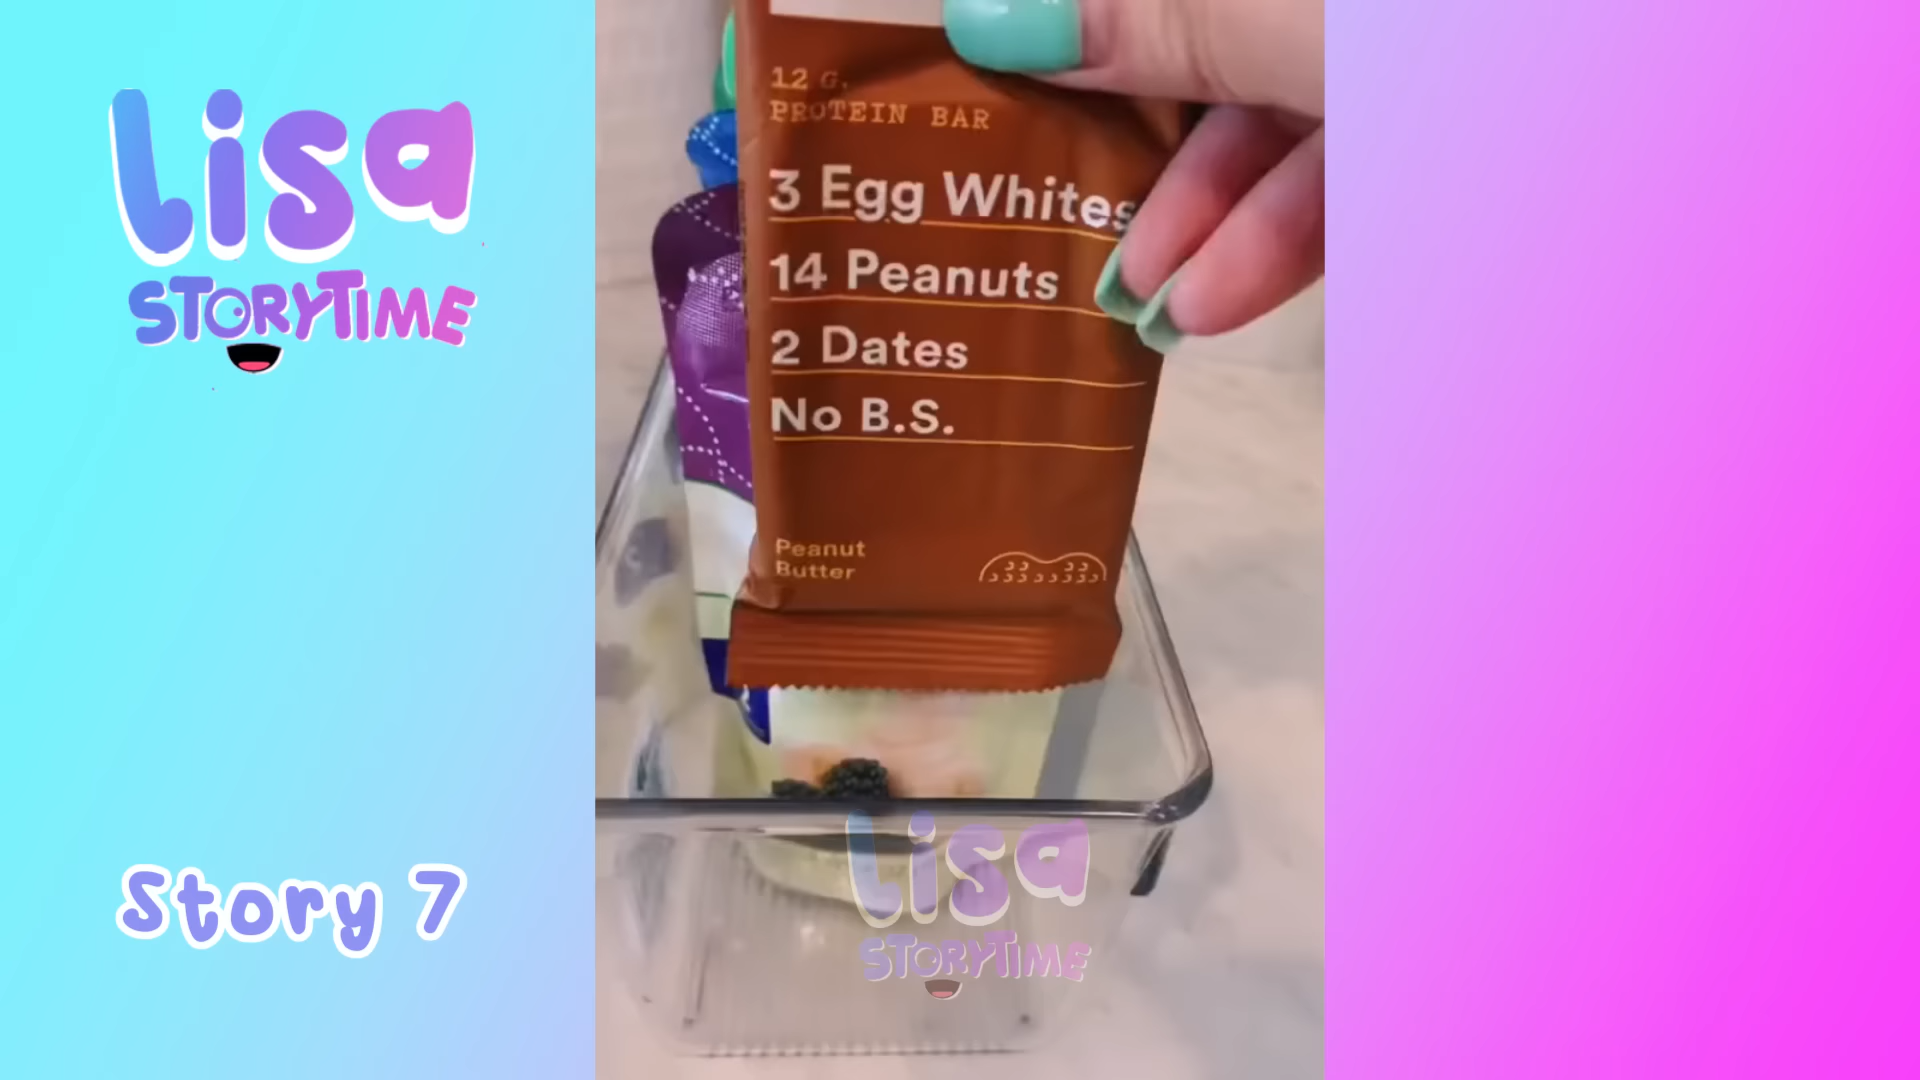 Lisa
STORYTIME
12 G.
PROTEIN BAR
3 Egg Whites
14 Peanuts
2 Dates
No B.S.
Peanut
Butter
Lisa
STORYTIME
Story 7